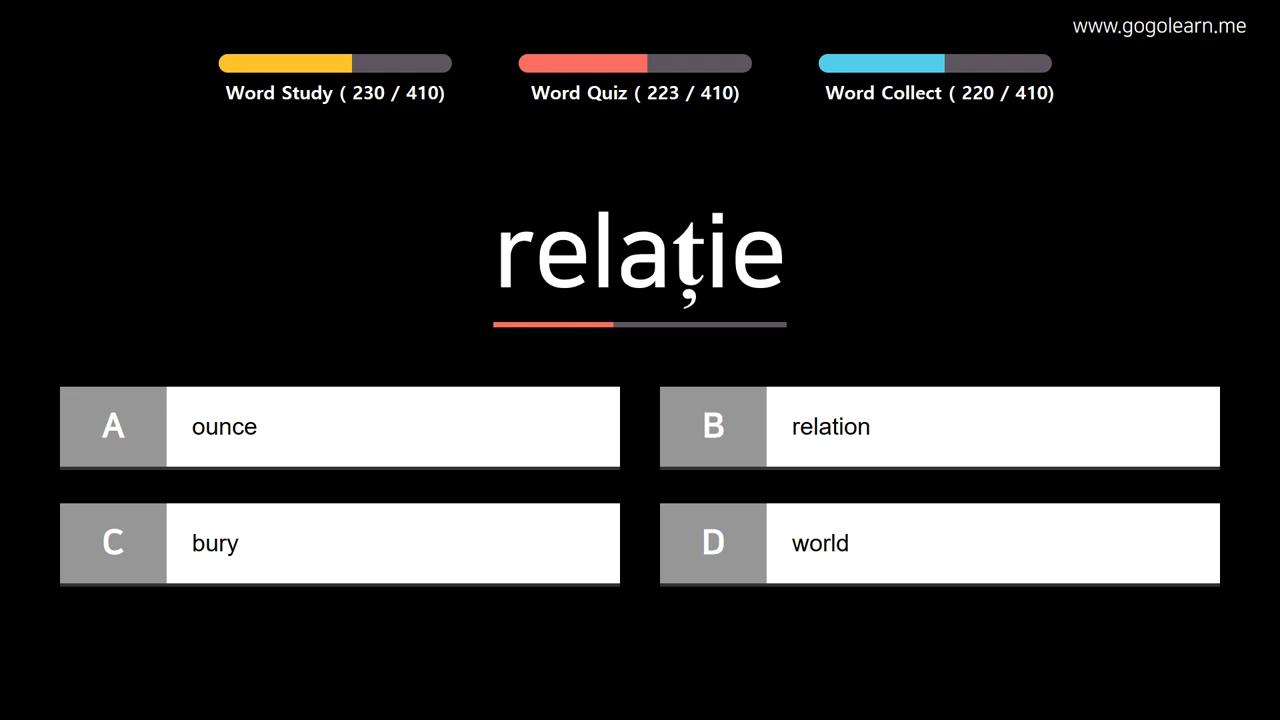 www.gogolearn.me
Word Study ( 230 / 410)
Word Quiz ( 223 / 410)
Word Collect ( 220 / 410)
relație
A ounce
B relation
C bury
D world